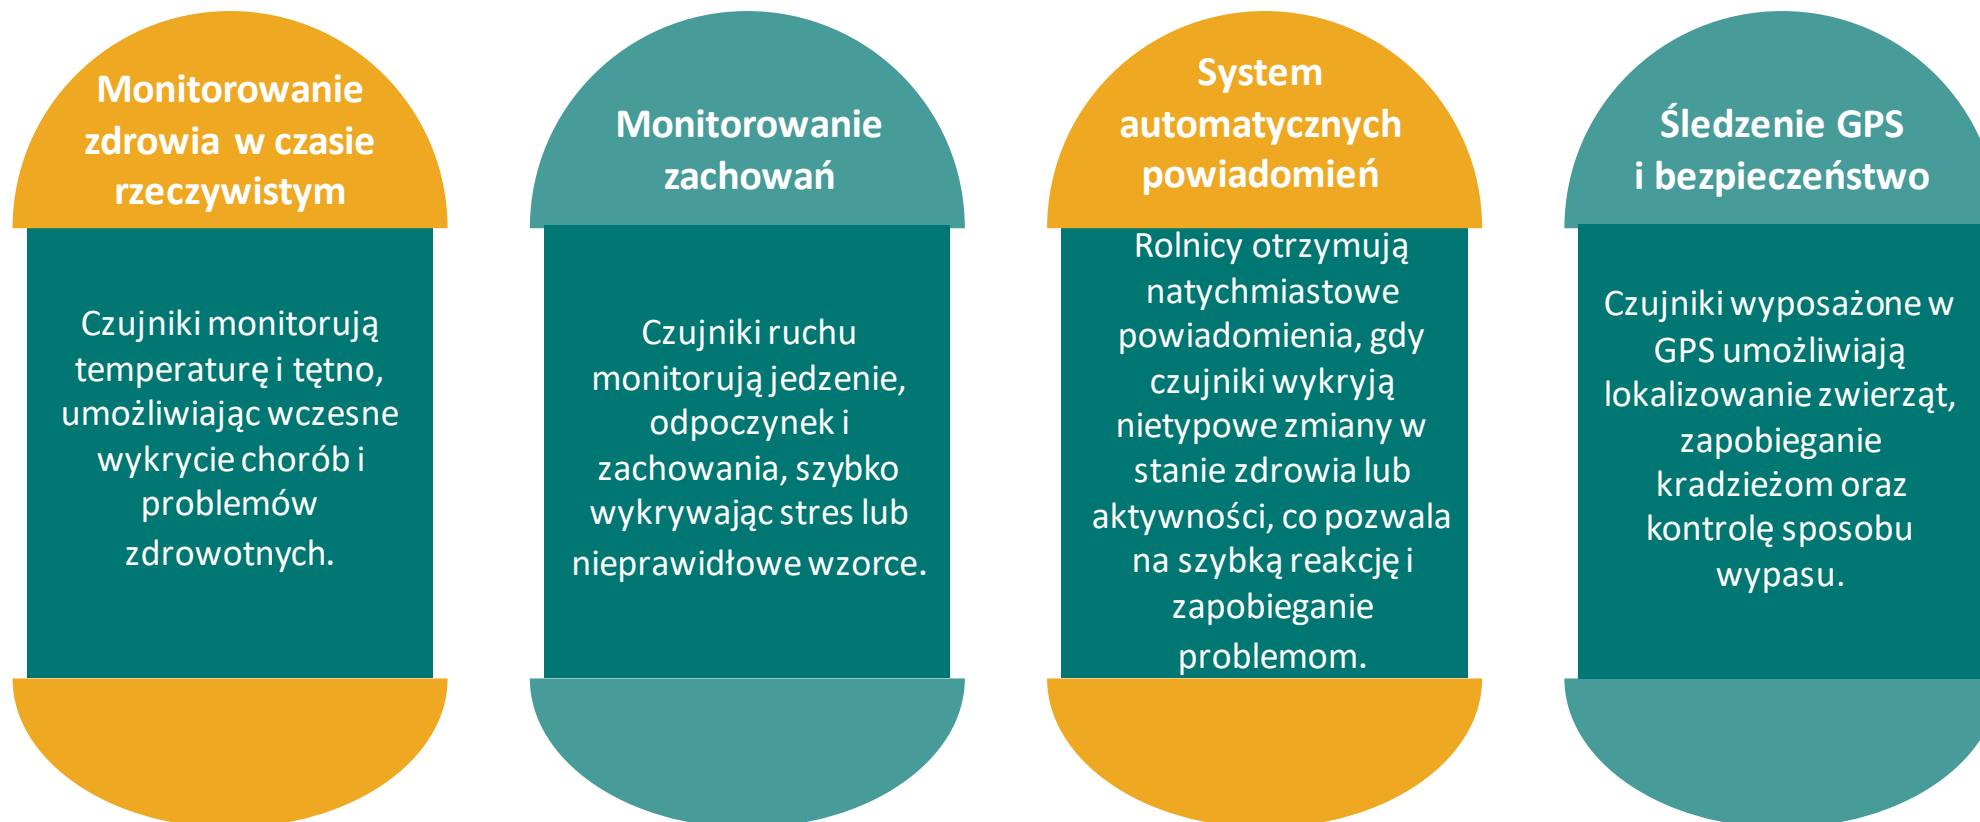 Monitorowanie
zdrowia w czasie
rzeczywistym
Czujniki monitorują
temperaturę i tętno,
umożliwiając wczesne
wykrycie chorób i
problemów
zdrowotnych.
Monitorowanie
zachowań
Czujniki ruchu
monitorują jedzenie,
odpoczynek i
zachowania, szybko
wykrywając stres lub
nieprawidłowe wzorce.
System
automatycznych
powiadomień
Rolnicy otrzymują
natychmiastowe
powiadomienia, gdy
czujniki wykryją
nietypowe zmiany w
stanie zdrowia lub
aktywności, co pozwala
na szybką reakcję i
zapobieganie
problemom.
Śledzenie GPS
i bezpieczeństwo
Czujniki wyposażone w
GPS umożliwiają
lokalizowanie zwierząt,
zapobieganie
kradzieżom oraz
kontrolę sposobu
wypasu.